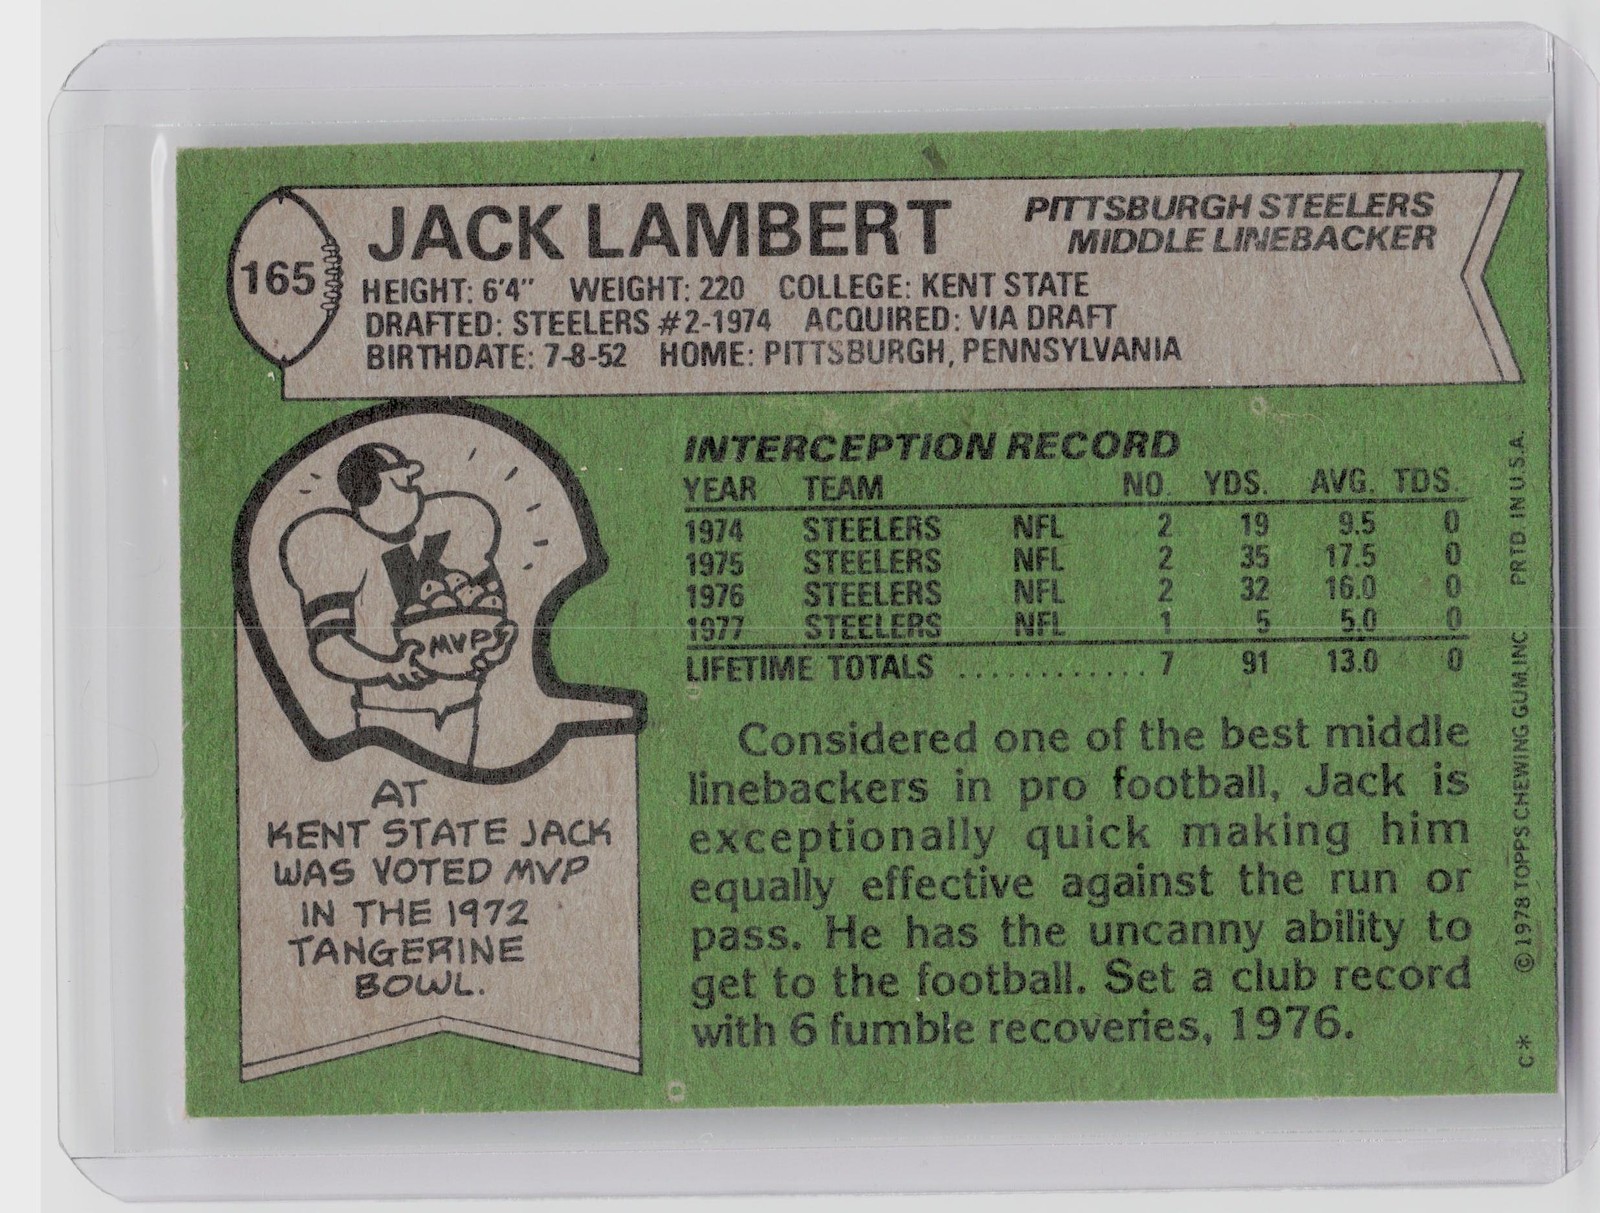 165
JACK LAMBERT
PITTSBURGH STEELERS
MIDDLE LINEBACKER
HEIGHT: 6'4" WEIGHT: 220 COLLEGE: KENT STATE
DRAFTED: STEELERS #2-1974 ACQUIRED: VIA DRAFT
BIRTHDATE: 7-8-52 HOME: PITTSBURGH, PENNSYLVANIA
K
MVP
AT
KENT STATE JACK
WAS VOTED MVP
IN THE 1972
TANGERINE
BOWL.
INTERCEPTION RECORD
YEAR TEAM NO. YDS. AVG. TDS.
1974 STEELERS NFL 2 19 9.5 0
1975 STEELERS NFL 2 35 17.5 0
1976 STEELERS NFL 2 32 16.0 0
1977 STEELERS NFL 1 5 5.0 0
LIFETIME TOTALS ............ 7 91 13.0 0
Considered one of the best middle
linebackers in pro football, Jack is
exceptionally quick making him
equally effective against the run or
pass. He has the uncanny ability to
get to the football. Set a club record
with 6 fumble recoveries, 1976.
C* ©1978 TOPPS CHEWING GUM, INC. PRTD IN U.S.A.